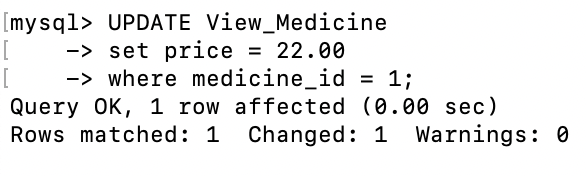 [mysql> UPDATE View_Medicine
[    -> set price = 22.00
[    -> where medicine_id = 1;
Query OK, 1 row affected (0.00 sec)
Rows matched: 1  Changed: 1  Warnings: 0